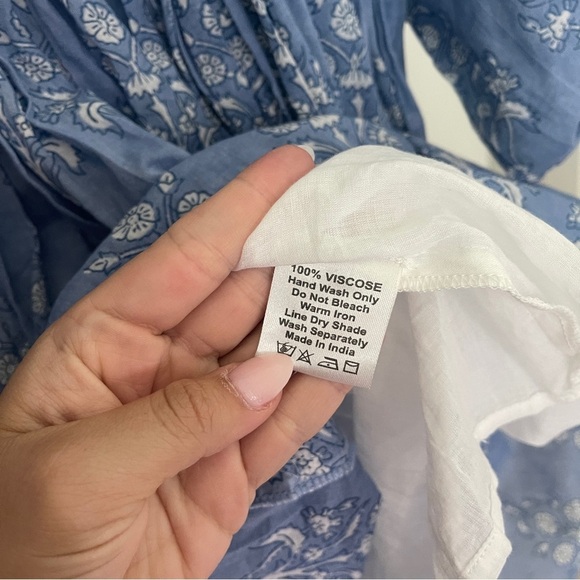 100% VISCOSE
Hand Wash Only
Do Not Bleach
Warm Iron
Line Dry Shade
Wash Separately
Made in India